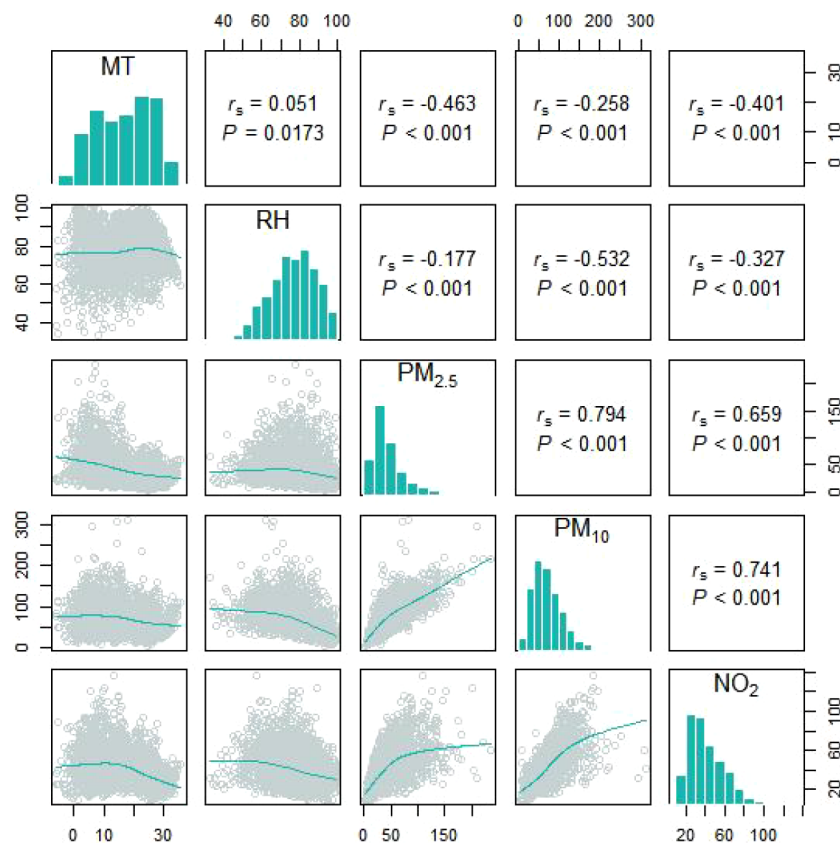 40 60 80 100 0 50 150 250 300
MT
r_s = 0.051
P = 0.0173
r_s = -0.463
P < 0.001
r_s = -0.258
P < 0.001
r_s = -0.401
P < 0.001
0 10 30
40 60 80 100
RH
r_s = -0.177
P < 0.001
r_s = -0.532
P < 0.001
r_s = -0.327
P < 0.001
PM2.5
r_s = 0.794
P < 0.001
r_s = 0.659
P < 0.001
0 50 150
0 100 200 300
PM10
r_s = 0.741
P < 0.001
NO2
20 60 100
0 10 30 0 50 150 20 60 100